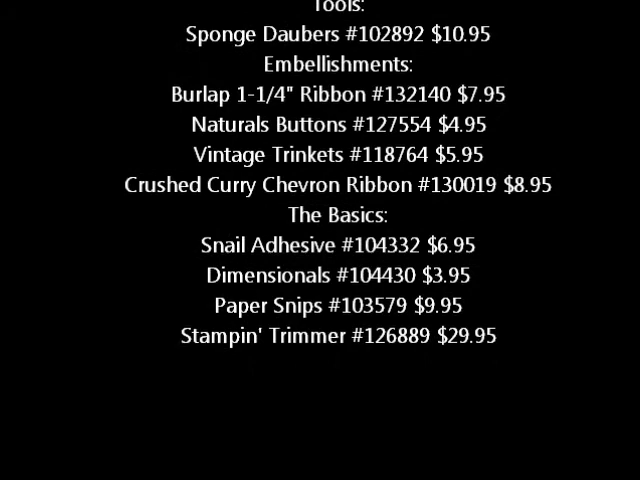 Tools:
Sponge Daubers #102892 $10.95
Embellishments:
Burlap 1-1/4" Ribbon #132140 $7.95
Naturals Buttons #127554 $4.95
Vintage Trinkets #118764 $5.95
Crushed Curry Chevron Ribbon #130019 $8.95
The Basics:
Snail Adhesive #104332 $6.95
Dimensionals #104430 $3.95
Paper Snips #103579 $9.95
Stampin' Trimmer #126889 $29.95